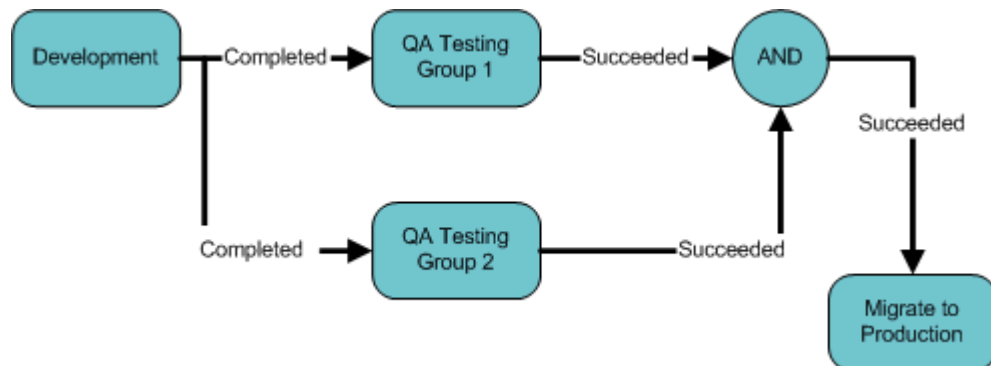 Development
Completed
QA Testing
Group 1
Succeeded
AND
Succeeded
Completed
QA Testing
Group 2
Succeeded
Migrate to
Production